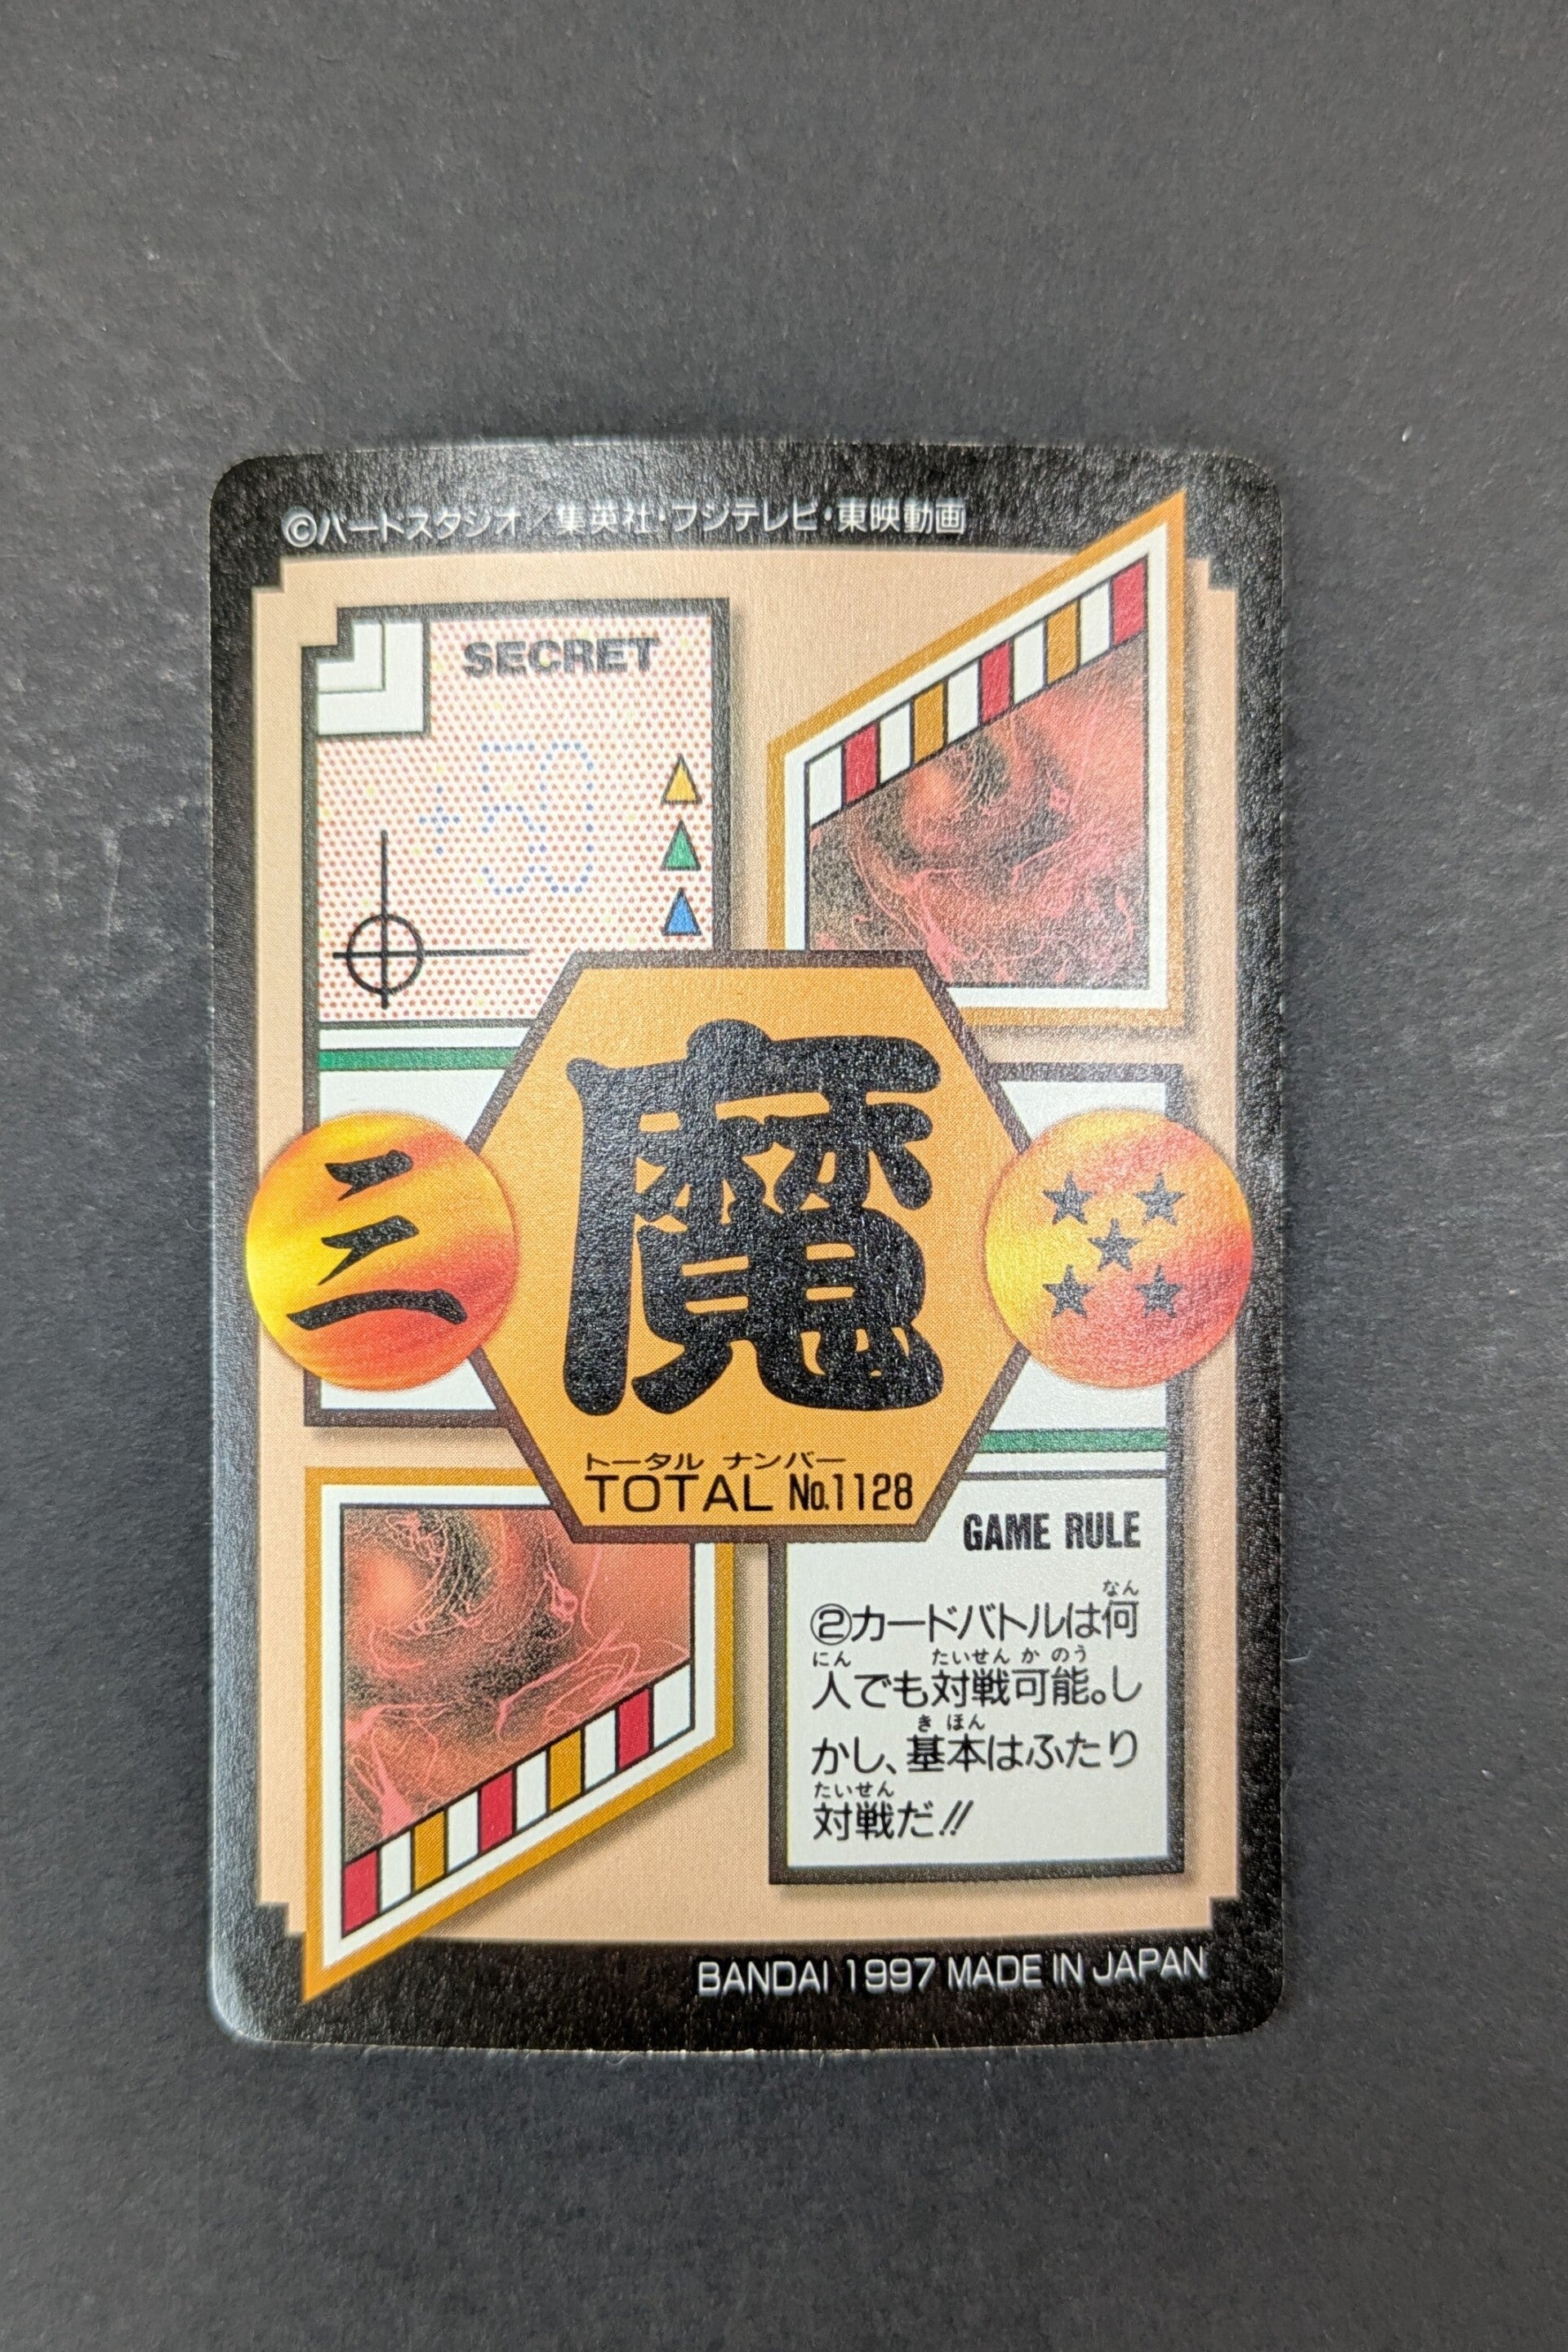 ©バードスタジオ／集英社・フジテレビ・東映動画
SECRET
+50
魔
三
トータル ナンバー
TOTAL No.1128
GAME RULE
なん
②カードバトルは何
にん たいせん か のう
人でも対戦可能。し
き ほん
かし、基本はふたり
たいせん
対戦だ!!
BANDAI 1997 MADE IN JAPAN